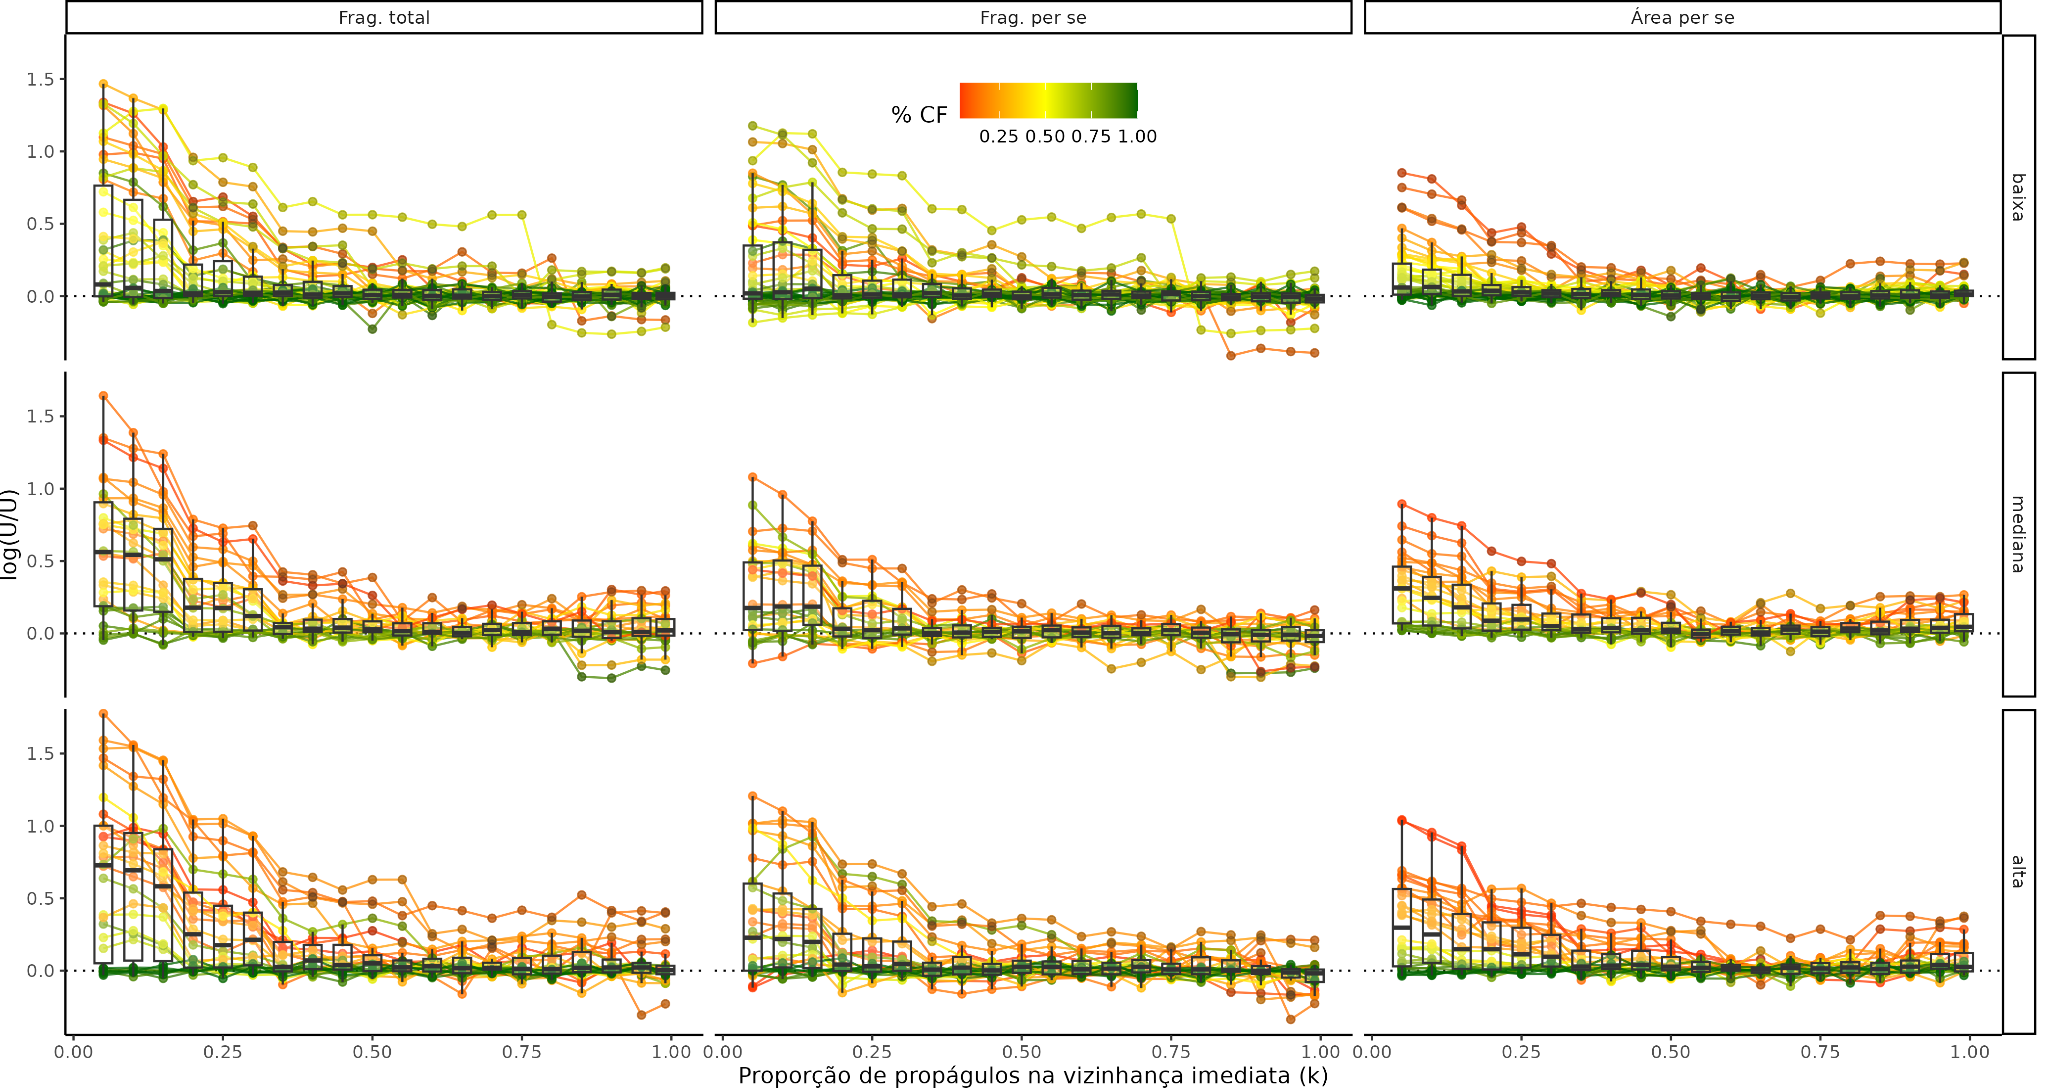 Frag. total
Frag. per se
Área per se
% CF
0.25 0.50 0.75 1.00
1.5
1.0
0.5
0.0
baixa
1.5
1.0
0.5
0.0
mediana
log(U/U)
1.5
1.0
0.5
0.0
alta
0.00 0.25 0.50 0.75 1.00
0.00 0.25 0.50 0.75 1.00
0.00 0.25 0.50 0.75 1.00
Proporção de propágulos na vizinhança imediata (k)